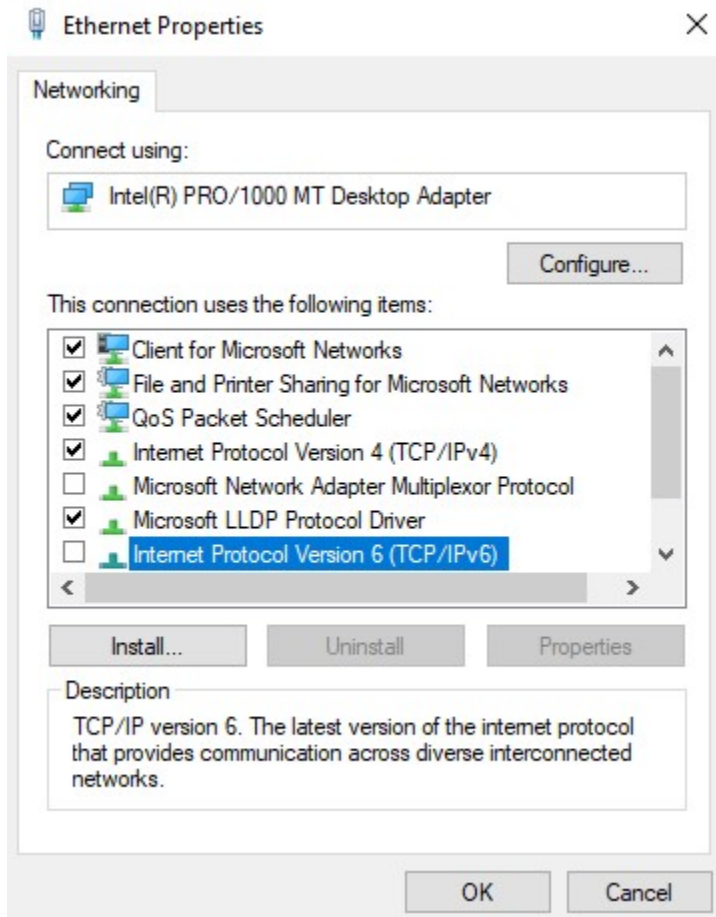 Ethernet Properties
Networking
Connect using:
Intel(R) PRO/1000 MT Desktop Adapter
Configure...
This connection uses the following items:
Client for Microsoft Networks
File and Printer Sharing for Microsoft Networks
QoS Packet Scheduler
Internet Protocol Version 4 (TCP/IPv4)
Microsoft Network Adapter Multiplexor Protocol
Microsoft LLDP Protocol Driver
Internet Protocol Version 6 (TCP/IPv6)
Install...
Uninstall
Properties
Description
TCP/IP version 6. The latest version of the internet protocol
that provides communication across diverse interconnected
networks.
OK
Cancel